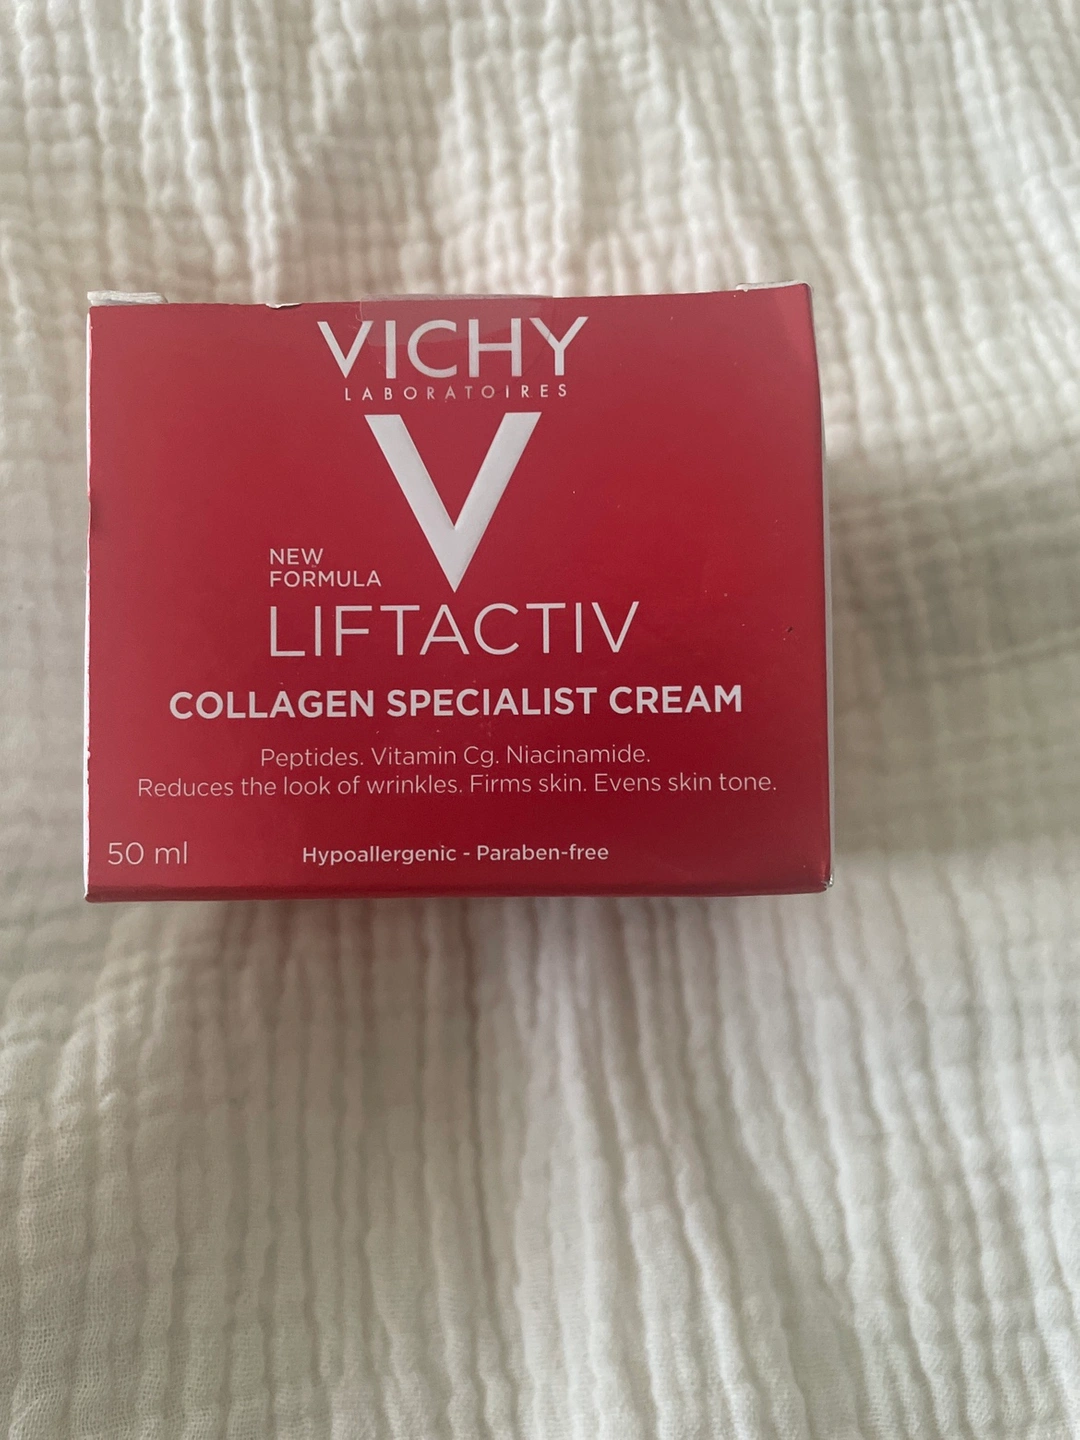 VICHY
LABORATOIRES
NEW
FORMULA
LIFTACTIV
COLLAGEN SPECIALIST CREAM
Peptides. Vitamin Cg. Niacinamide.
Reduces the look of wrinkles. Firms skin. Evens skin tone.
50 ml
Hypoallergenic - Paraben-free